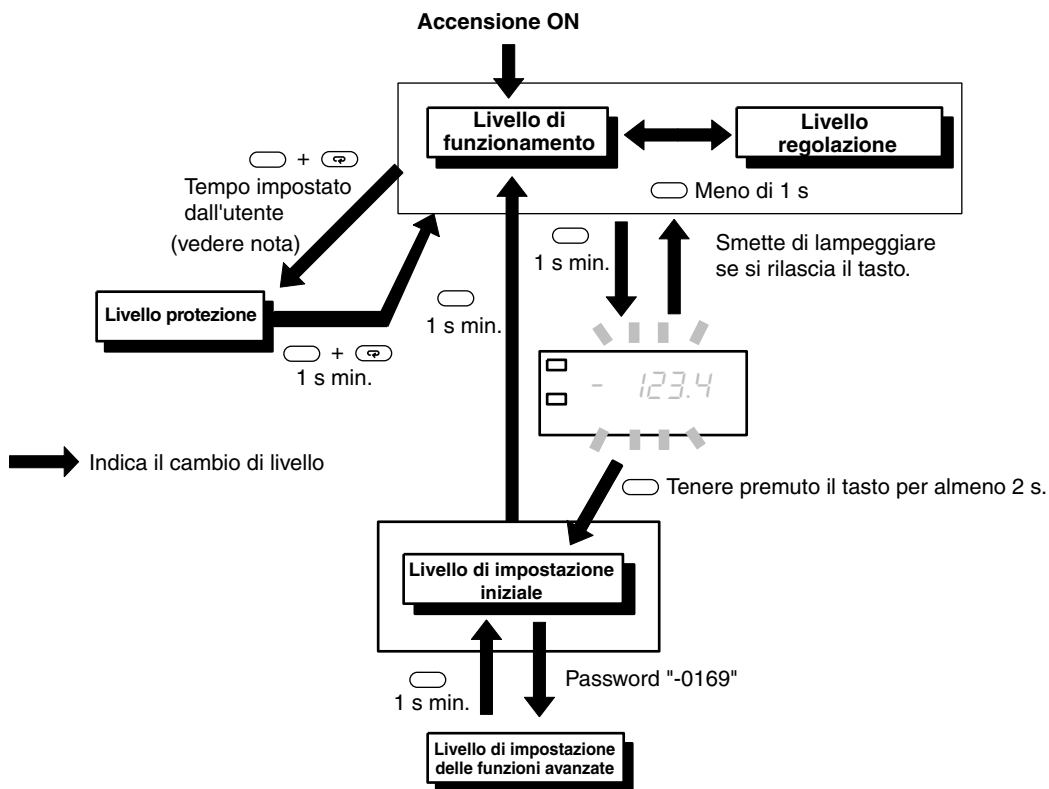 Accensione ON
Livello di
funzionamento
Livello
regolazione
+
Tempo impostato
dall'utente
(vedere nota)
Meno di 1 s
1 s min.
Smette di lampeggiare
se si rilascia il tasto.
Livello protezione
1 s min.
+
1 s min.
- 123.4
Indica il cambio di livello
Tenere premuto il tasto per almeno 2 s.
Livello di impostazione
iniziale
1 s min.
Password "-0169"
Livello di impostazione
delle funzioni avanzate